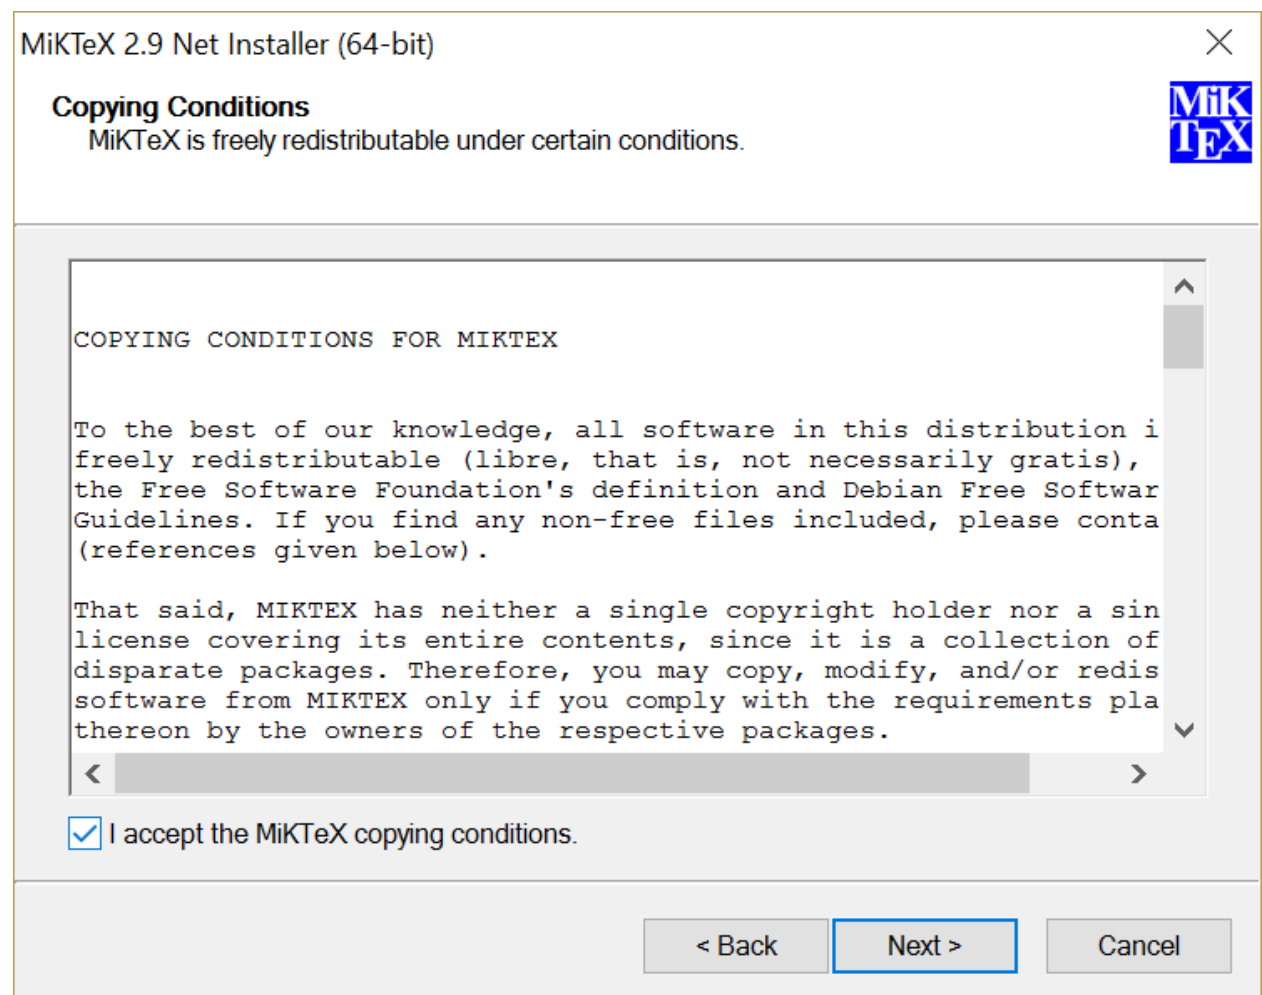 MiKTeX 2.9 Net Installer (64-bit)
Copying Conditions
MiKTeX is freely redistributable under certain conditions.
MiK
TEX
COPYING CONDITIONS FOR MIKTEX
To the best of our knowledge, all software in this distribution i
freely redistributable (libre, that is, not necessarily gratis),
the Free Software Foundation's definition and Debian Free Softwar
Guidelines. If you find any non-free files included, please conta
(references given below).
That said, MIKTEX has neither a single copyright holder nor a sin
license covering its entire contents, since it is a collection of
disparate packages. Therefore, you may copy, modify, and/or redis
software from MIKTEX only if you comply with the requirements pla
thereon by the owners of the respective packages.
I accept the MiKTeX copying conditions.
< Back Next > Cancel